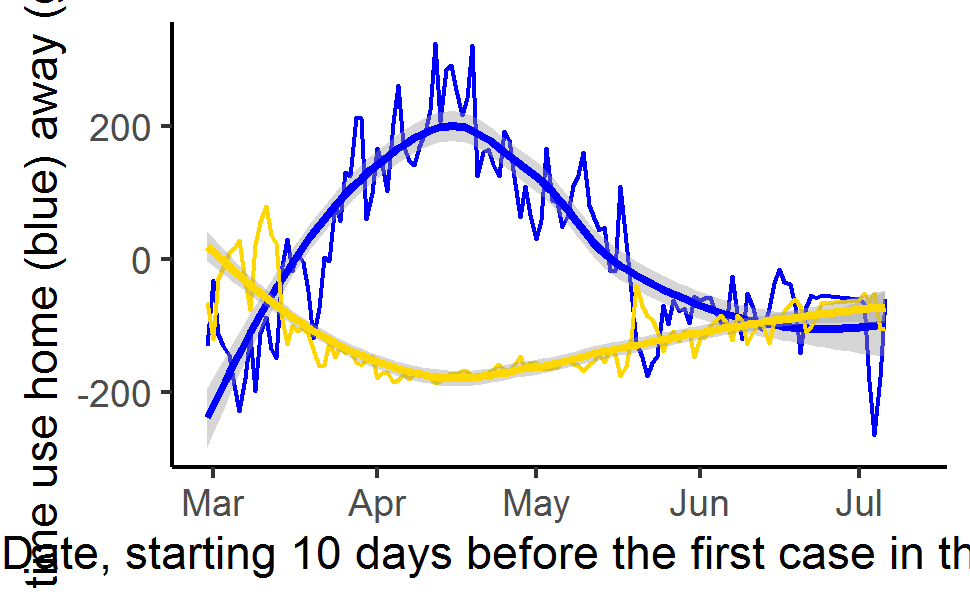 time use home (blue) away (g
200
0
-200
Mar Apr May Jun Jul
Date, starting 10 days before the first case in th